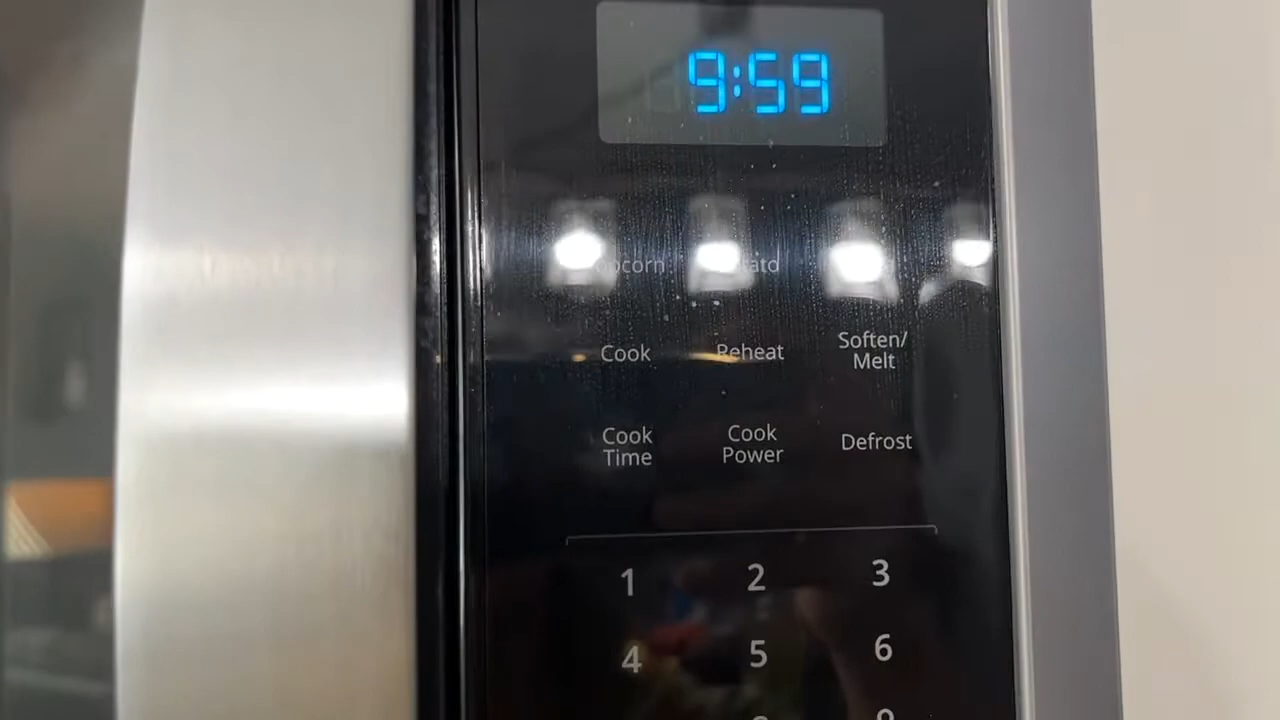 9:59
Cook Reheat Soften/
Melt
Cook Cook Defrost
Time Power
1 2 3
4 5 6